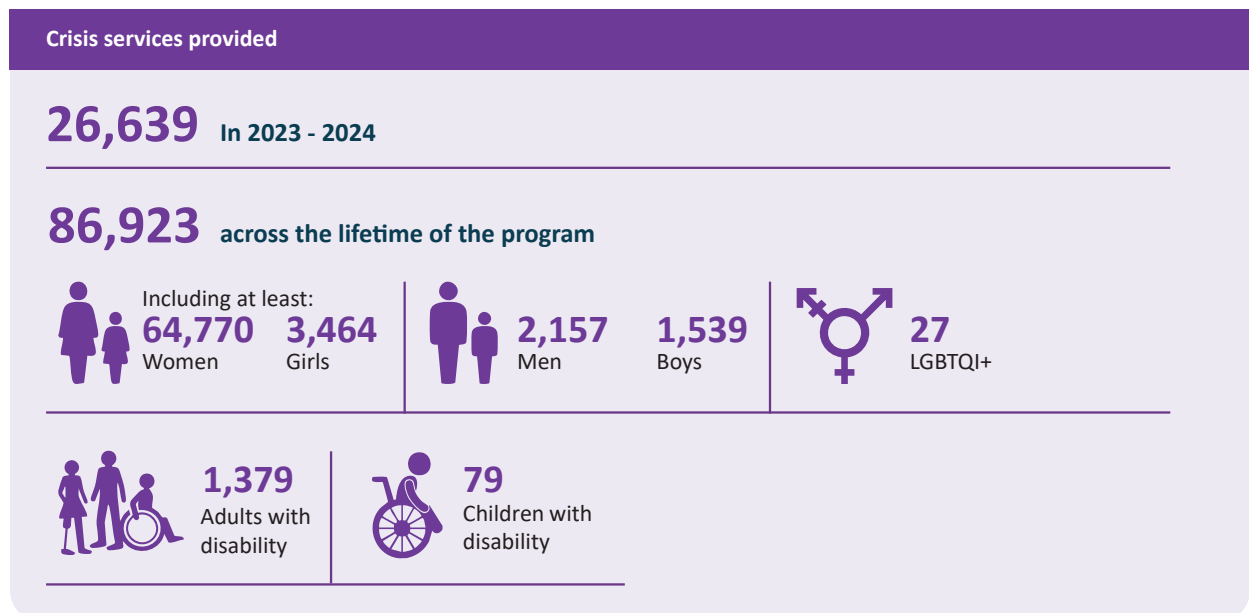 Crisis services provided
26,639 In 2023 - 2024
86,923 across the lifetime of the program
Including at least:
64,770 3,464
Women Girls
2,157 1,539
Men Boys
27
LGBTQI+
1,379
Adults with
disability
79
Children with
disability